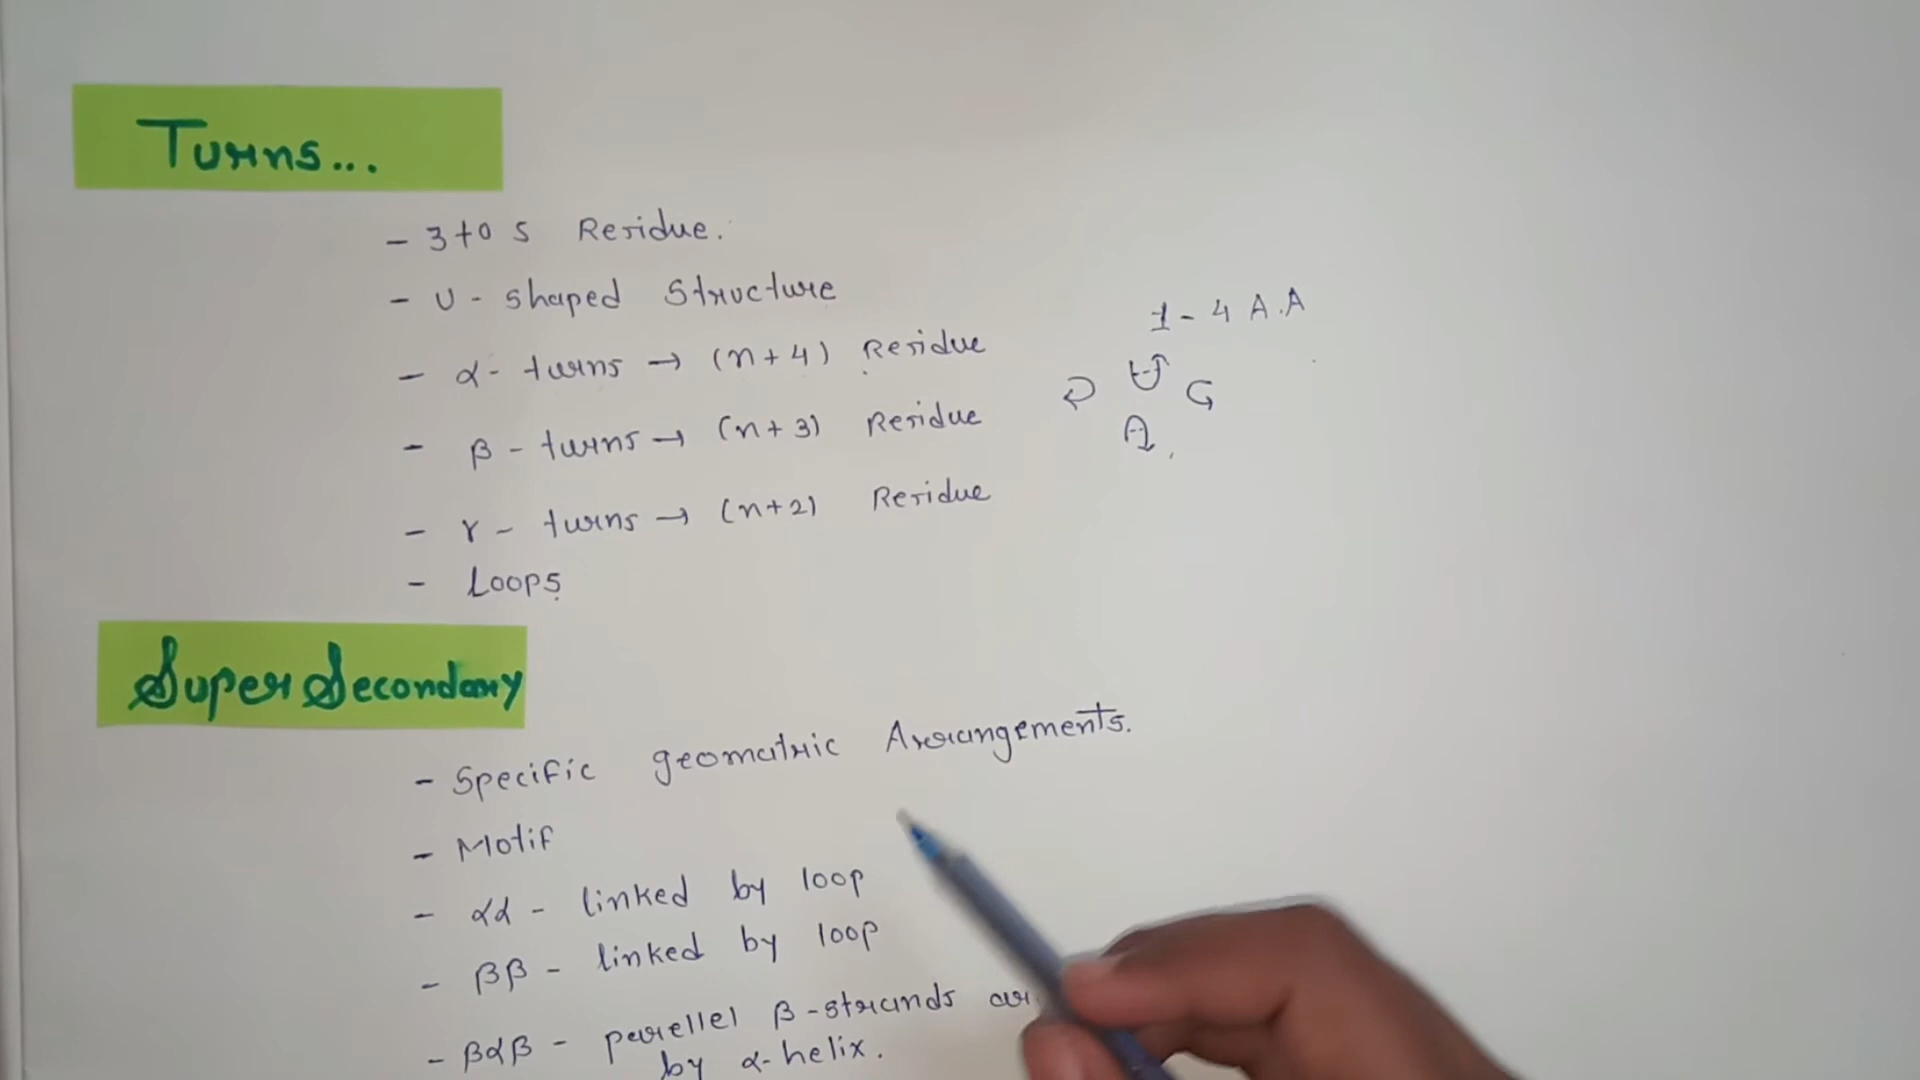 Turns...
- 3 to 5 Residue.
- U - shaped Structure
1 - 4 A.A
- α - turns → (n+4) Residue
- β - turns → (n+3) Residue
- γ - turns → (n+2) Residue
- Loops
Super Secondary
- Specific geomatric Arrangements.
- Motif
- αα - linked by loop
- ββ - linked by loop
- βαβ - parellel β-strands
by α-helix.